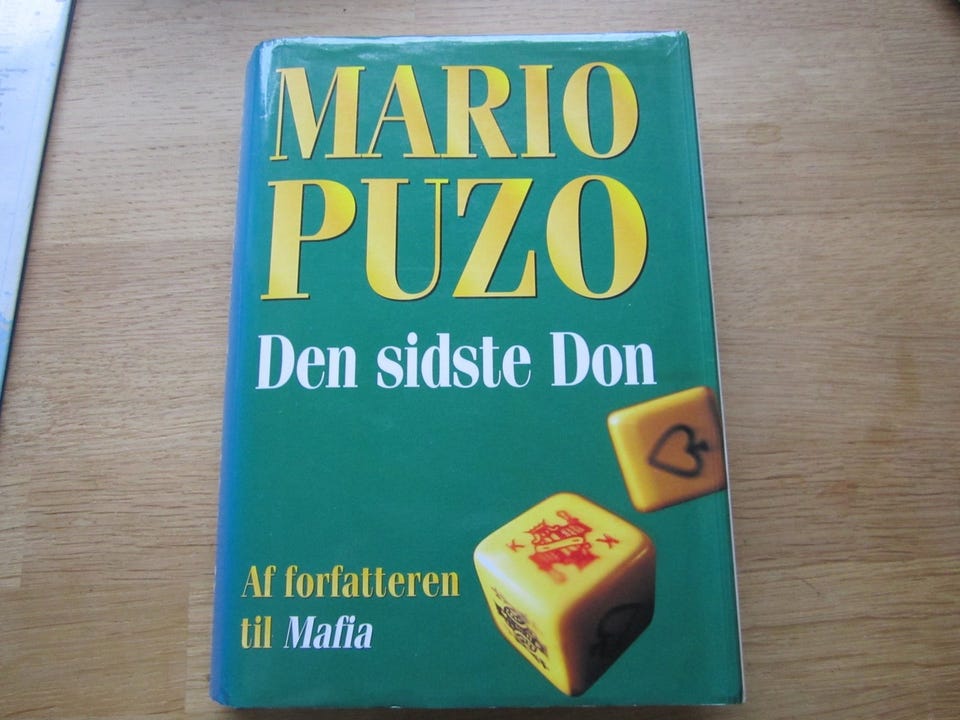 MARIO
PUZO
Den sidste Don
Af forfatteren
til Mafia
K
K